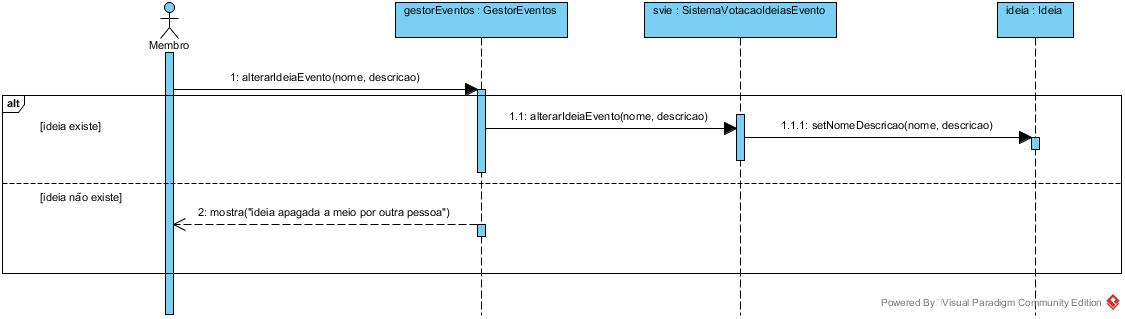 gestorEventos : GestorEventos
svie : SistemaVotacaoIdeiasEvento
ideia : Ideia
Membro
1: alterarIdeiaEvento(nome, descricao)
alt
[ideia existe]
1.1: alterarIdeiaEvento(nome, descricao)
1.1.1: setNomeDescricao(nome, descricao)
[ideia não existe]
2: mostra("ideia apagada a meio por outra pessoa")
Powered By Visual Paradigm Community Edition